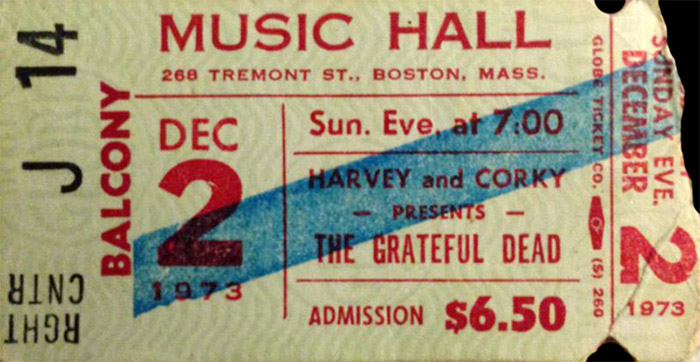 MUSIC HALL
268 TREMONT ST., BOSTON, MASS.
J 14
RGHT
CNTR
BALCONY
DEC
2
1973
Sun. Eve. at 7:00
HARVEY and CORKY
— PRESENTS —
THE GRATEFUL DEAD
ADMISSION $6.50
GLOBE TICKET CO. (S) 260
SUNDAY EVE.
DECEMBER
2
1973